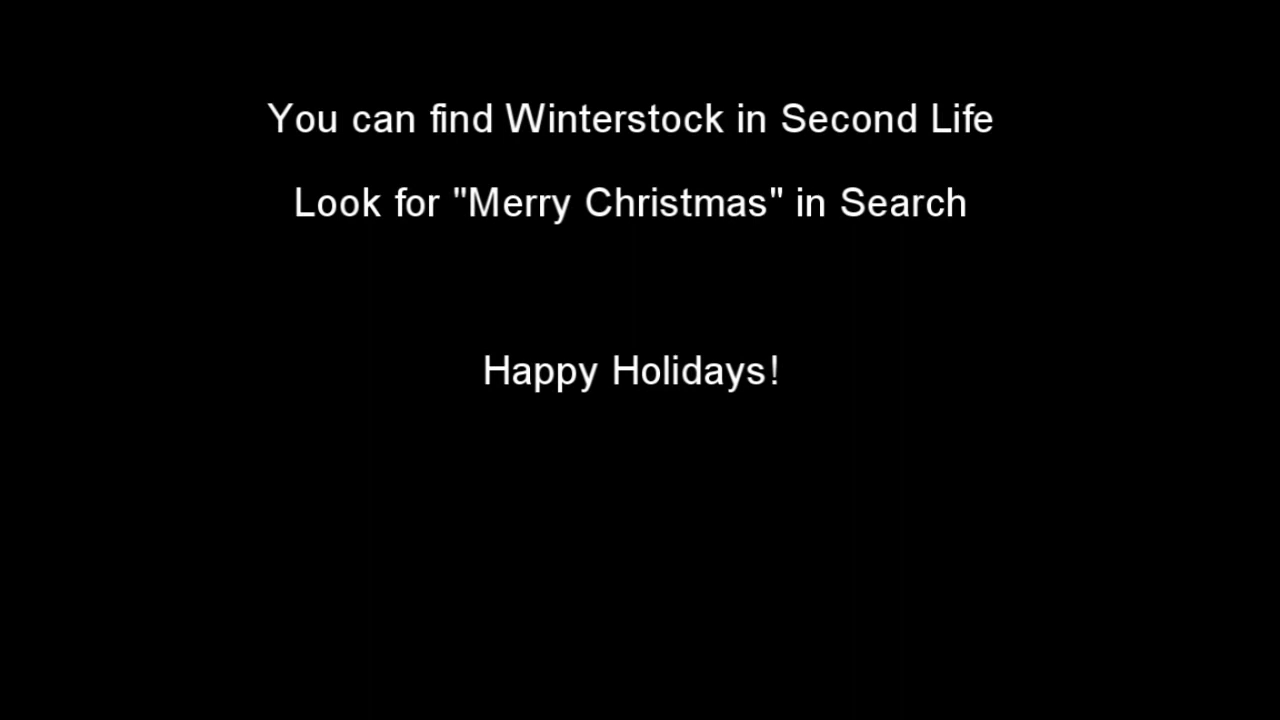 You can find Winterstock in Second Life
Look for "Merry Christmas" in Search
Happy Holidays!